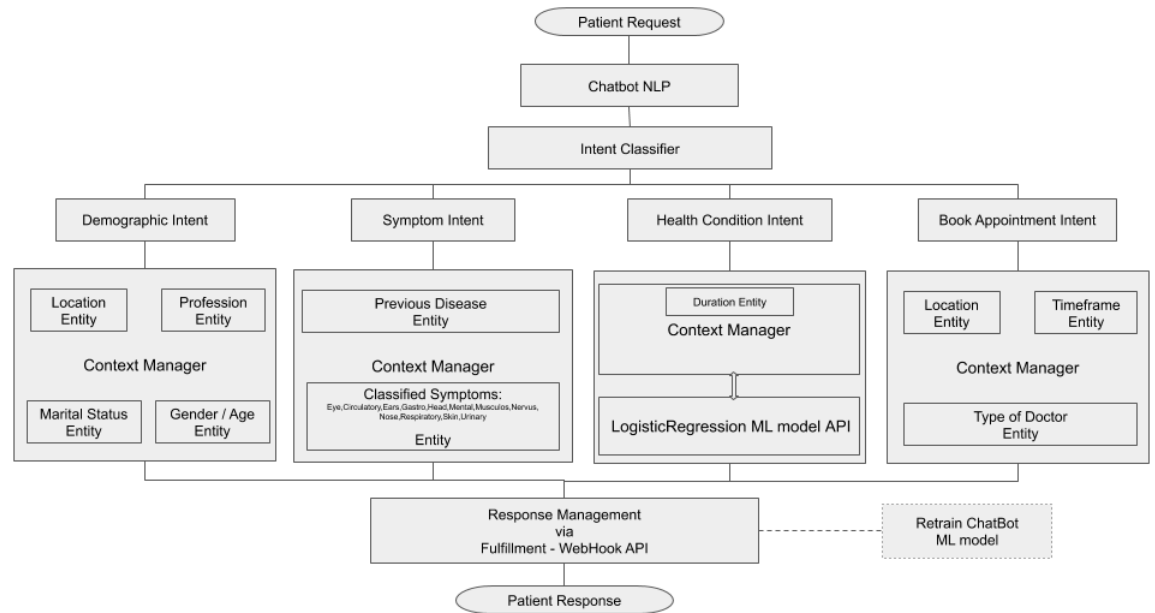 Patient Request
Chatbot NLP
Intent Classifier
Demographic Intent
Symptom Intent
Health Condition Intent
Book Appointment Intent
Location
Entity
Profession
Entity
Context Manager
Marital Status
Entity
Gender / Age
Entity
Previous Disease
Entity
Context Manager
Classified Symptoms:
Eye,Circulatory,Ears,Gastro,Head,Mental,Musculos,Nervus,
Nose,Respiratory,Skin,Urinary
Entity
Duration Entity
Context Manager
LogisticRegression ML model API
Location
Entity
Timeframe
Entity
Context Manager
Type of Doctor
Entity
Response Management
via
Fulfillment - WebHook API
Retrain ChatBot
ML model
Patient Response